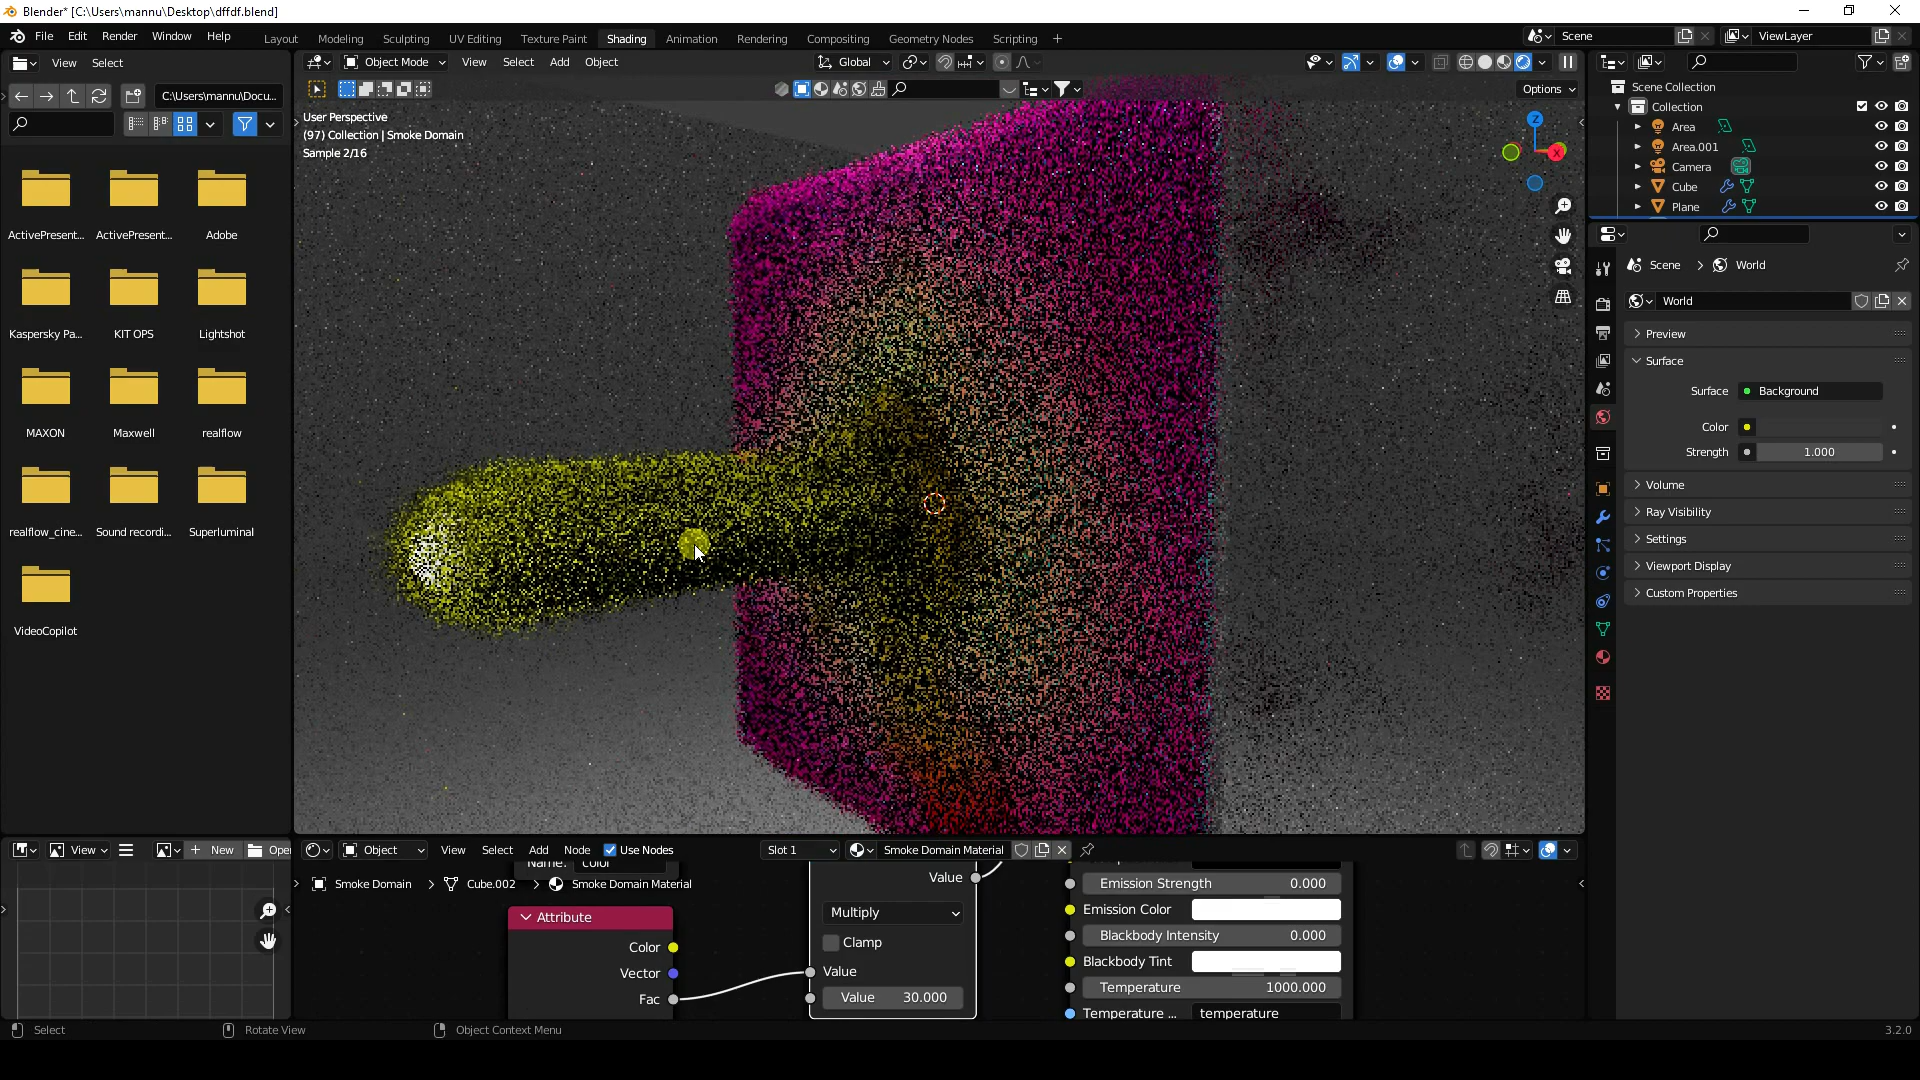 Blender* [C:\Users\mannu\Desktop\dffdf.blend]
File Edit Render Window Help
Layout Modeling Sculpting UV Editing Texture Paint Shading Animation Rendering Compositing Geometry Nodes Scripting +
Scene
ViewLayer
View Select
Object Mode View Select Add Object
Global
C:\Users\mannu\Docu...
Options
User Perspective
(97) Collection | Smoke Domain
Sample 2/16
Z
X
Scene Collection
Collection
Area
Area.001
Camera
Cube
Plane
Scene > World
World
Preview
Surface
Surface Background
Color
Strength 1.000
Volume
Ray Visibility
Settings
Viewport Display
Custom Properties
ActivePresent... ActivePresent... Adobe
Kaspersky Pa... KIT OPS Lightshot
MAXON Maxwell realflow
realflow_cine... Sound recordi... Superluminal
VideoCopilot
View New Open
Object View Select Add Node Use Nodes Slot 1 Smoke Domain Material
Name: color
Smoke Domain > Cube.002 > Smoke Domain Material
Attribute
Color
Vector
Fac
Value
Multiply
Clamp
Value
Value 30.000
Emission Strength 0.000
Emission Color
Blackbody Intensity 0.000
Blackbody Tint
Temperature 1000.000
Temperature ... temperature
Select Rotate View Object Context Menu 3.2.0